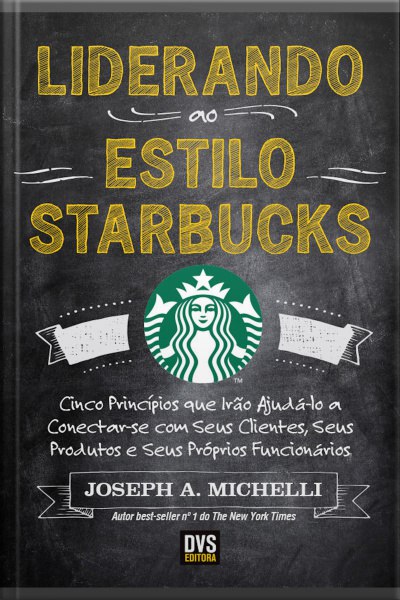 LIDERANDO
ao
ESTILO
STARBUCKS
TM
Cinco Princípios que Irão Ajudá-lo a
Conectar-se com Seus Clientes, Seus
Produtos e Seus Próprios Funcionários
JOSEPH A. MICHELLI
Autor best-seller nº 1 do The New York Times
DVS
EDITORA